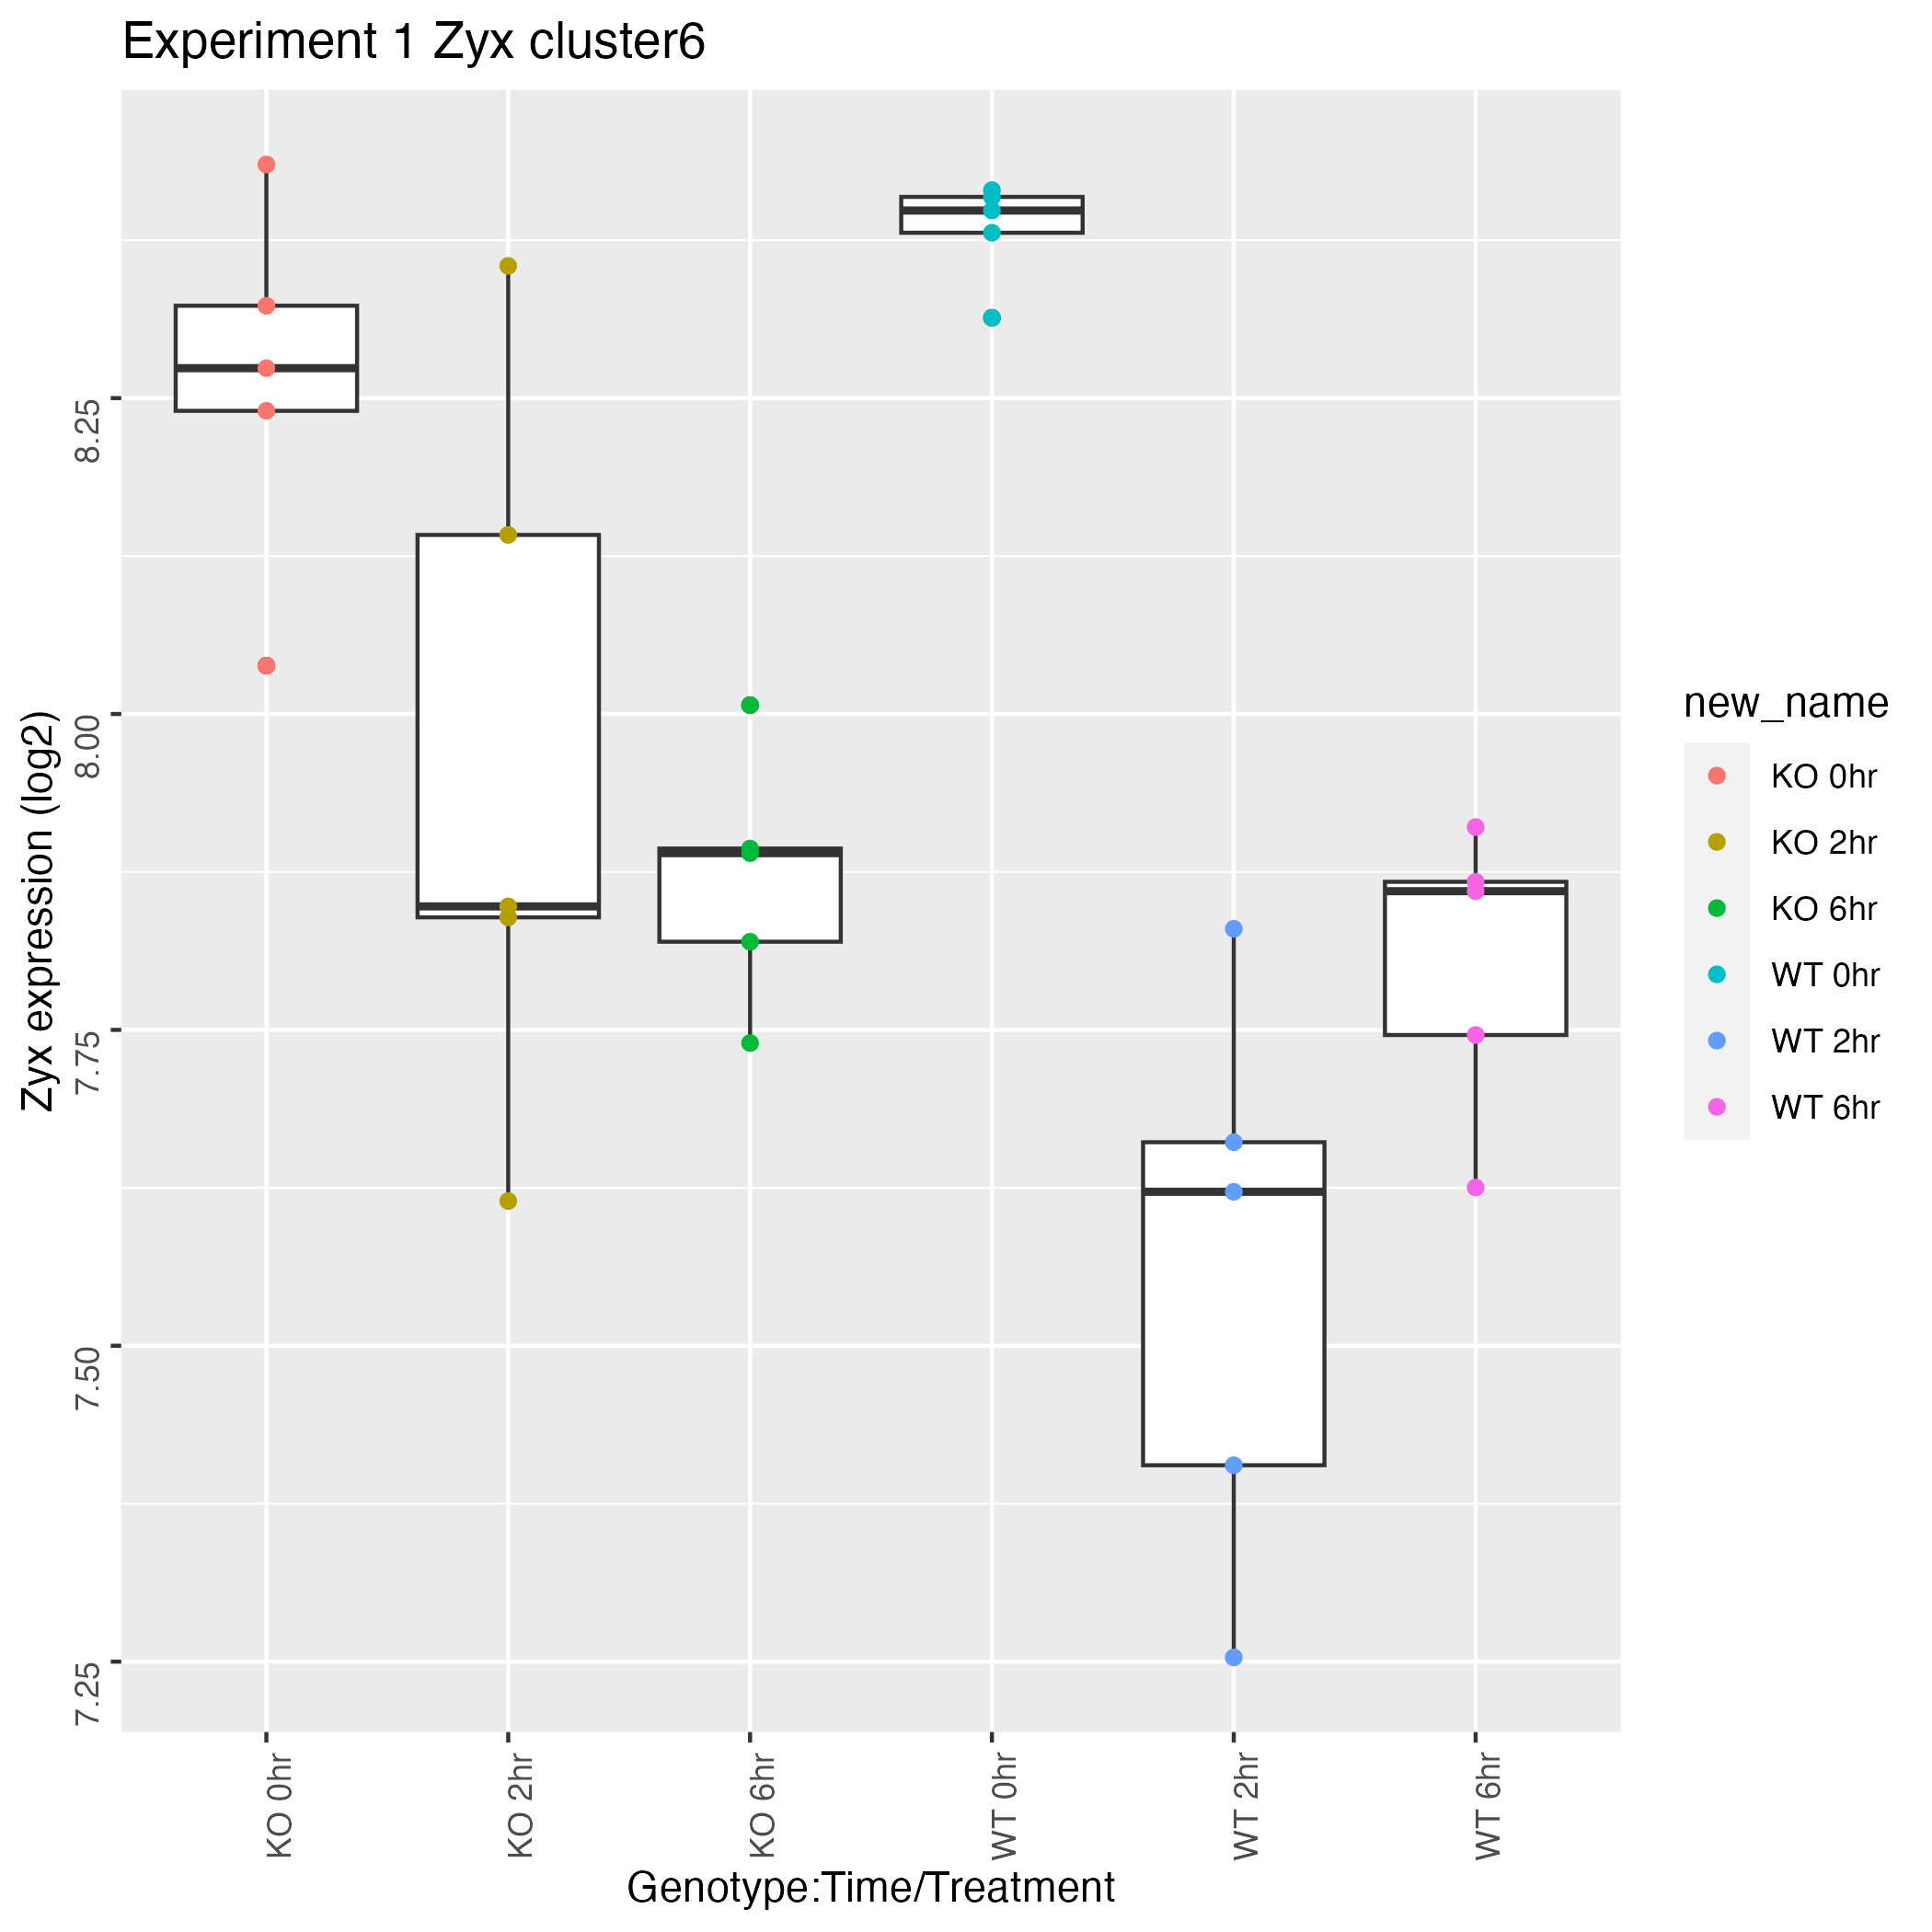 Experiment 1 Zyx cluster6
Zyx expression (log2)
8.25
8.00
7.75
7.50
7.25
KO 0hr
KO 2hr
KO 6hr
WT 0hr
WT 2hr
WT 6hr
Genotype:Time/Treatment
new_name
KO 0hr
KO 2hr
KO 6hr
WT 0hr
WT 2hr
WT 6hr